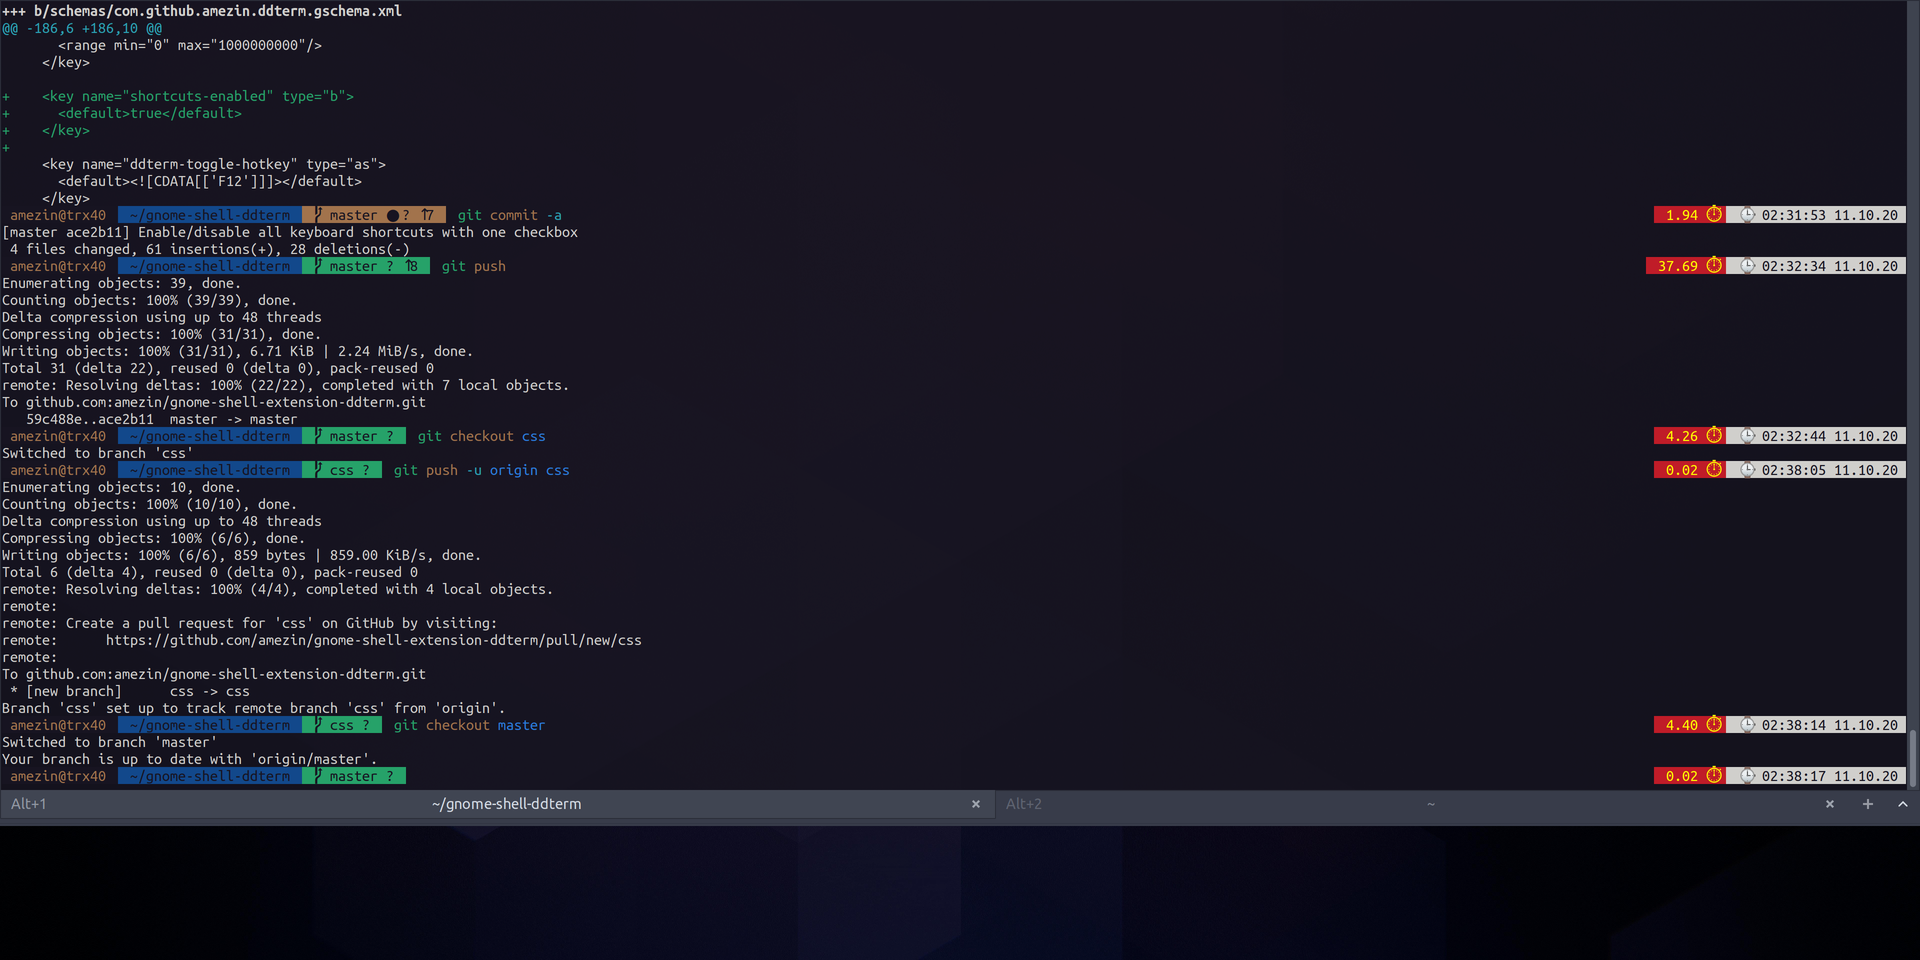 +++ b/schemas/com.github.amezin.ddterm.gschema.xml
@@ -186,6 +186,10 @@
       <range min="0" max="1000000000"/>
     </key>

+    <key name="shortcuts-enabled" type="b">
+      <default>true</default>
+    </key>
+
     <key name="ddterm-toggle-hotkey" type="as">
       <default><![CDATA[['F12']]]></default>
     </key>
amezin@trx40 ~/gnome-shell-ddterm master ●? ↑7 git commit -a 1.94 02:31:53 11.10.20
[master ace2b11] Enable/disable all keyboard shortcuts with one checkbox
 4 files changed, 61 insertions(+), 28 deletions(-)
amezin@trx40 ~/gnome-shell-ddterm master ? ↑8 git push 37.69 02:32:34 11.10.20
Enumerating objects: 39, done.
Counting objects: 100% (39/39), done.
Delta compression using up to 48 threads
Compressing objects: 100% (31/31), done.
Writing objects: 100% (31/31), 6.71 KiB | 2.24 MiB/s, done.
Total 31 (delta 22), reused 0 (delta 0), pack-reused 0
remote: Resolving deltas: 100% (22/22), completed with 7 local objects.
To github.com:amezin/gnome-shell-extension-ddterm.git
   59c488e..ace2b11  master -> master
amezin@trx40 ~/gnome-shell-ddterm master ? git checkout css 4.26 02:32:44 11.10.20
Switched to branch 'css'
amezin@trx40 ~/gnome-shell-ddterm css ? git push -u origin css 0.02 02:38:05 11.10.20
Enumerating objects: 10, done.
Counting objects: 100% (10/10), done.
Delta compression using up to 48 threads
Compressing objects: 100% (6/6), done.
Writing objects: 100% (6/6), 859 bytes | 859.00 KiB/s, done.
Total 6 (delta 4), reused 0 (delta 0), pack-reused 0
remote: Resolving deltas: 100% (4/4), completed with 4 local objects.
remote:
remote: Create a pull request for 'css' on GitHub by visiting:
remote:      https://github.com/amezin/gnome-shell-extension-ddterm/pull/new/css
remote:
To github.com:amezin/gnome-shell-extension-ddterm.git
 * [new branch]      css -> css
Branch 'css' set up to track remote branch 'css' from 'origin'.
amezin@trx40 ~/gnome-shell-ddterm css ? git checkout master 4.40 02:38:14 11.10.20
Switched to branch 'master'
Your branch is up to date with 'origin/master'.
amezin@trx40 ~/gnome-shell-ddterm master ? 0.02 02:38:17 11.10.20
Alt+1 ~/gnome-shell-ddterm × Alt+2 ~ × +